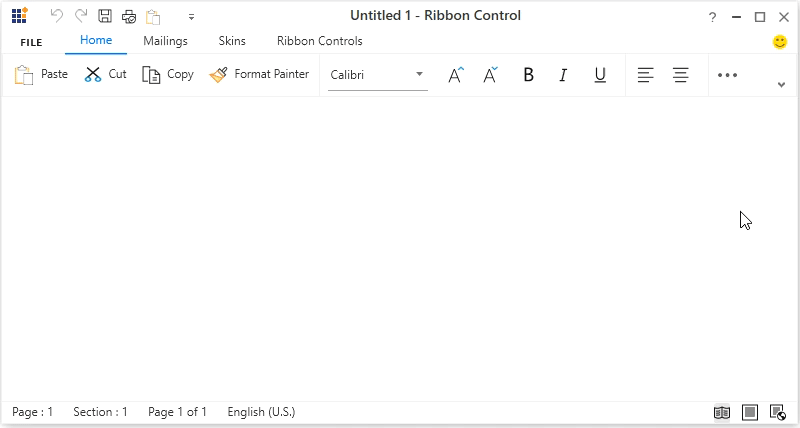 Untitled 1 - Ribbon Control
?
FILE Home Mailings Skins Ribbon Controls
Paste Cut Copy Format Painter Calibri A A B I U
Page : 1 Section : 1 Page 1 of 1 English (U.S.)